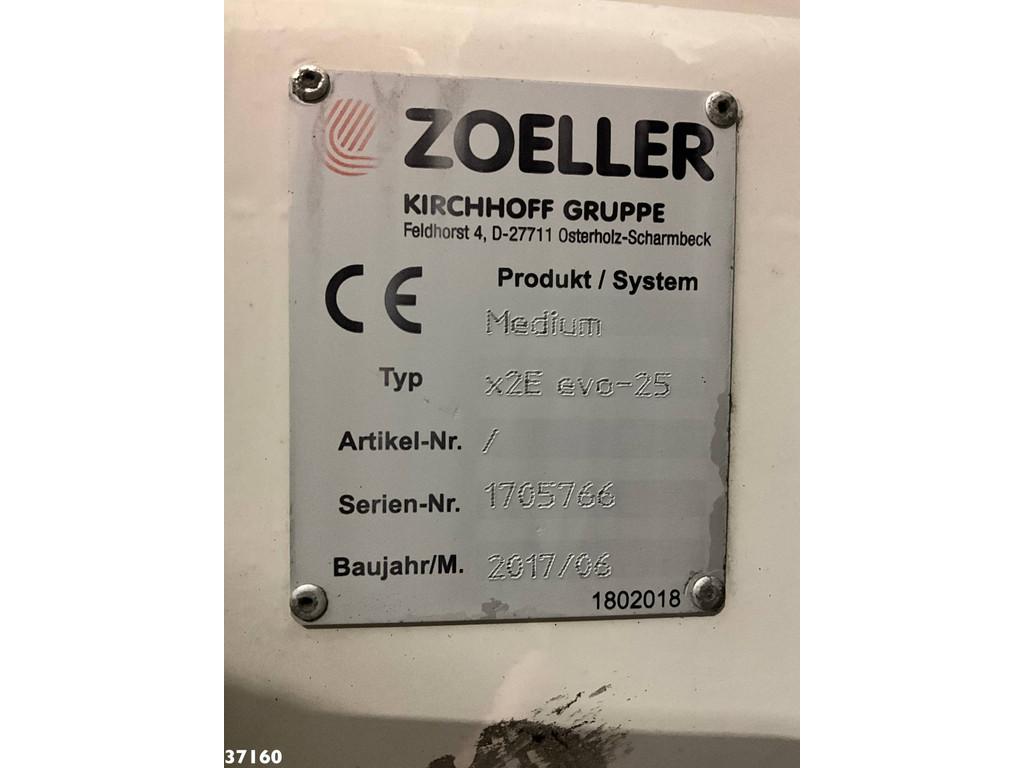 ZOELLER
KIRCHHOFF GRUPPE
Feldhorst 4, D-27711 Osterholz-Scharmbeck
CE
Produkt / System
Medium
Typ x2E evo-25
Artikel-Nr. /
Serien-Nr. 1705766
Baujahr/M. 2017/06
1802018
37160